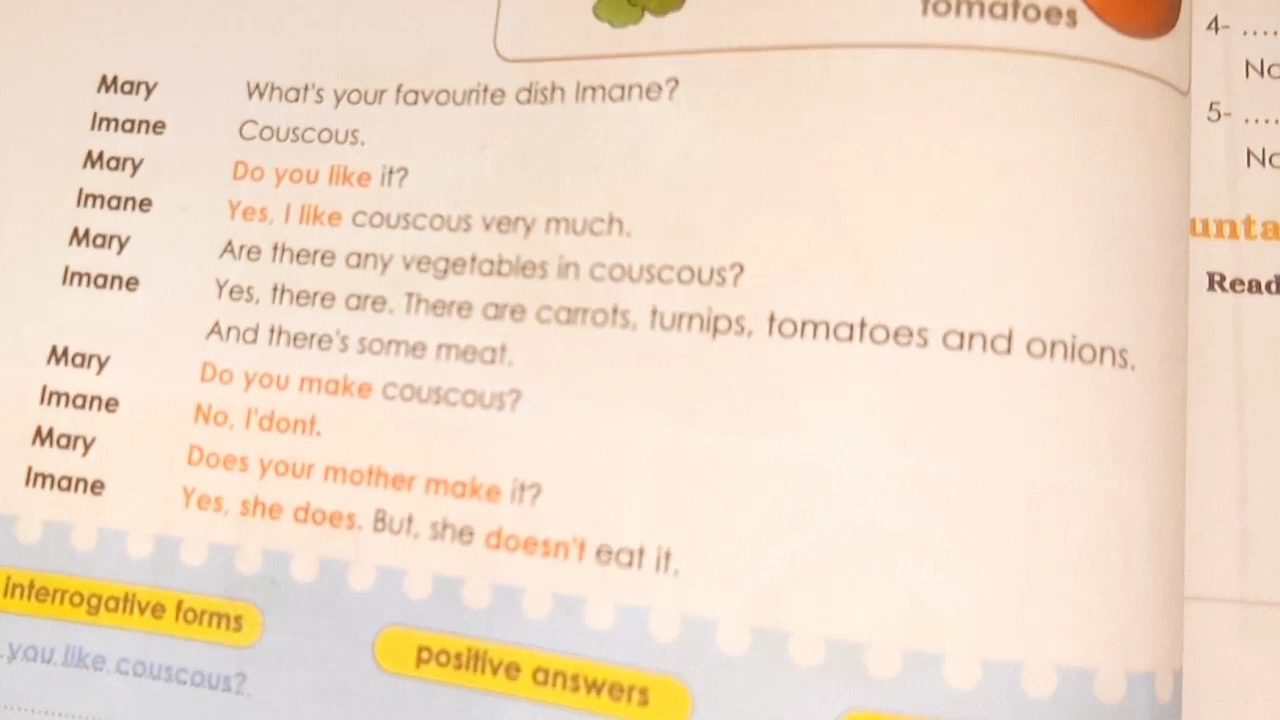 tomatoes
Mary What's your favourite dish Imane?
Imane Couscous.
Mary Do you like it?
Imane Yes, I like couscous very much.
Mary Are there any vegetables in couscous?
Imane Yes, there are. There are carrots, turnips, tomatoes and onions.
And there's some meat.
Mary Do you make couscous?
Imane No, I'dont.
Mary Does your mother make it?
Imane Yes, she does. But, she doesn't eat it.
interrogative forms
you like couscous?
positive answers
4- ....
5- ....
Read